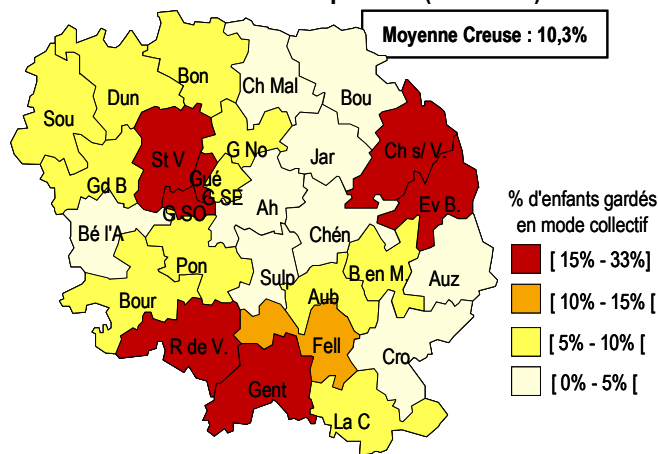 Moyenne Creuse : 10,3%
Bon
Ch Mal
Bou
Dun
Sou
St V
G No
Jar
Ch s/ V.
Gd B
Gué
G SE
G SO
Ah
Ev B.
Bé l'A
Chén
Pon
Sulp
B en M
Auz
Bour
Aub
R de V.
Fell
Cro
Gent
La C
% d'enfants gardés
en mode collectif
[ 15% - 33%]
[ 10% - 15% [
[ 5% - 10% [
[ 0% - 5% [